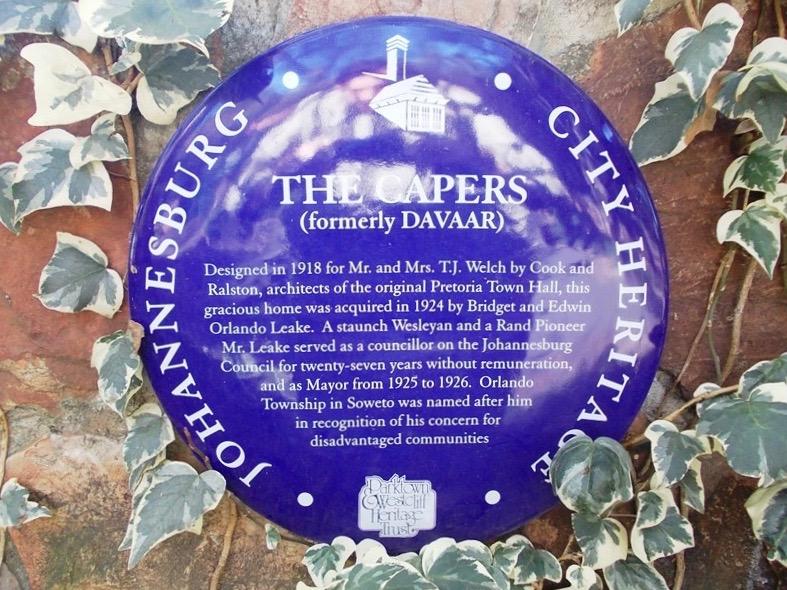 JOHANNESBURG
CITY HERITAGE
THE CAPERS
(formerly DAVAAR)
Designed in 1918 for Mr. and Mrs. T.J. Welch by Cook and
Ralston, architects of the original Pretoria Town Hall, this
gracious home was acquired in 1924 by Bridget and Edwin
Orlando Leake. A staunch Wesleyan and a Rand Pioneer
Mr. Leake served as a councillor on the Johannesburg
Council for twenty-seven years without remuneration,
and as Mayor from 1925 to 1926. Orlando
Township in Soweto was named after him
in recognition of his concern for
disadvantaged communities
The
Parktown
& Westcliff
Heritage
Trust